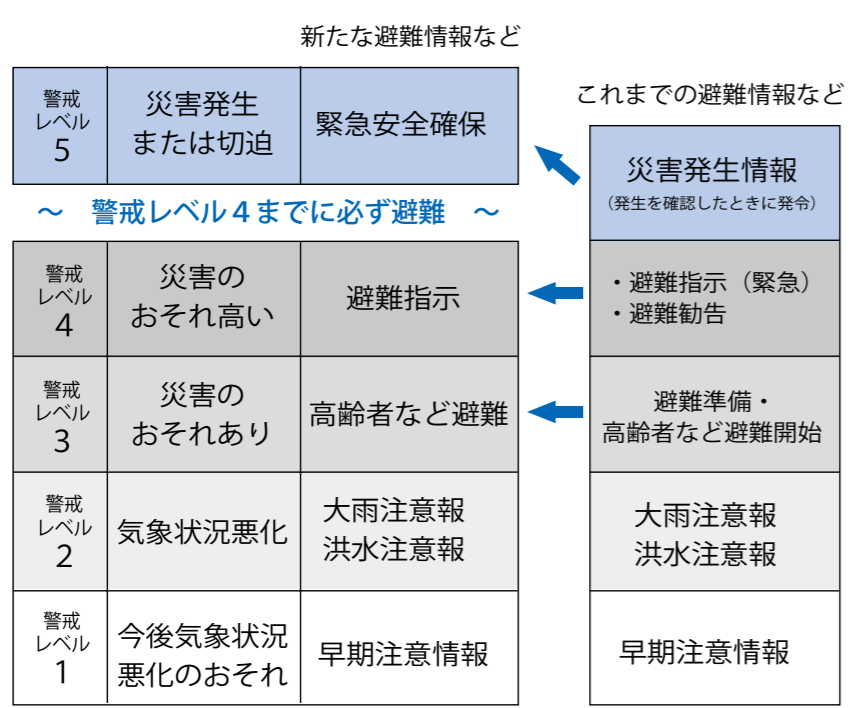 新たな避難情報など
警戒
レベル
5
災害発生
または切迫
緊急安全確保
～ 警戒レベル４までに必ず避難 ～
警戒
レベル
4
災害の
おそれ高い
避難指示
警戒
レベル
3
災害の
おそれあり
高齢者など避難
警戒
レベル
2
気象状況悪化
大雨注意報
洪水注意報
警戒
レベル
1
今後気象状況
悪化のおそれ
早期注意情報
これまでの避難情報など
災害発生情報
（発生を確認したときに発令）
・避難指示（緊急）
・避難勧告
避難準備・
高齢者など避難開始
大雨注意報
洪水注意報
早期注意情報